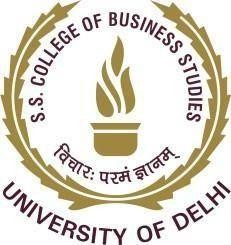 S.S. COLLEGE OF BUSINESS STUDIES
विचार: परमं ज्ञानम्
UNIVERSITY OF DELHI